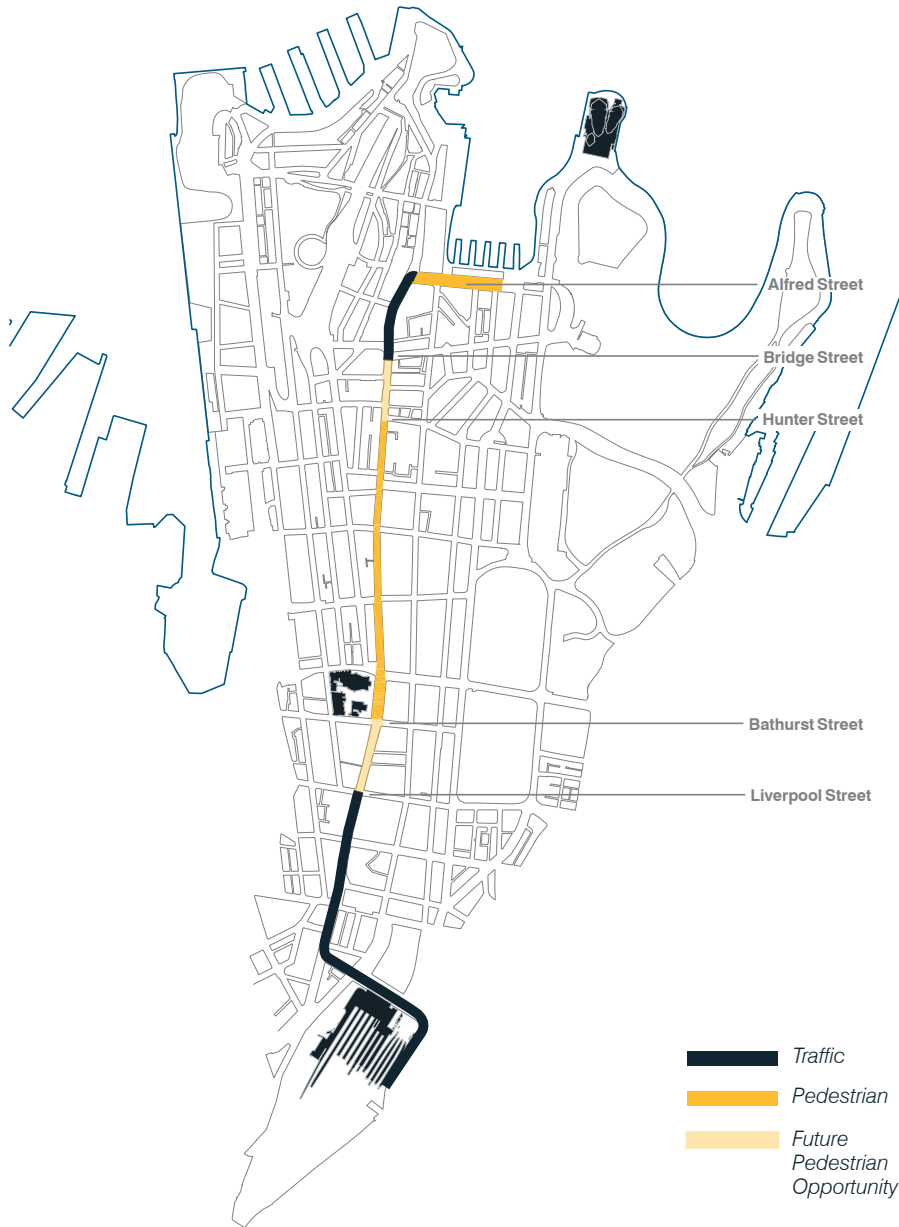 Alfred Street
Bridge Street
Hunter Street
Bathurst Street
Liverpool Street
Traffic
Pedestrian
Future
Pedestrian
Opportunity